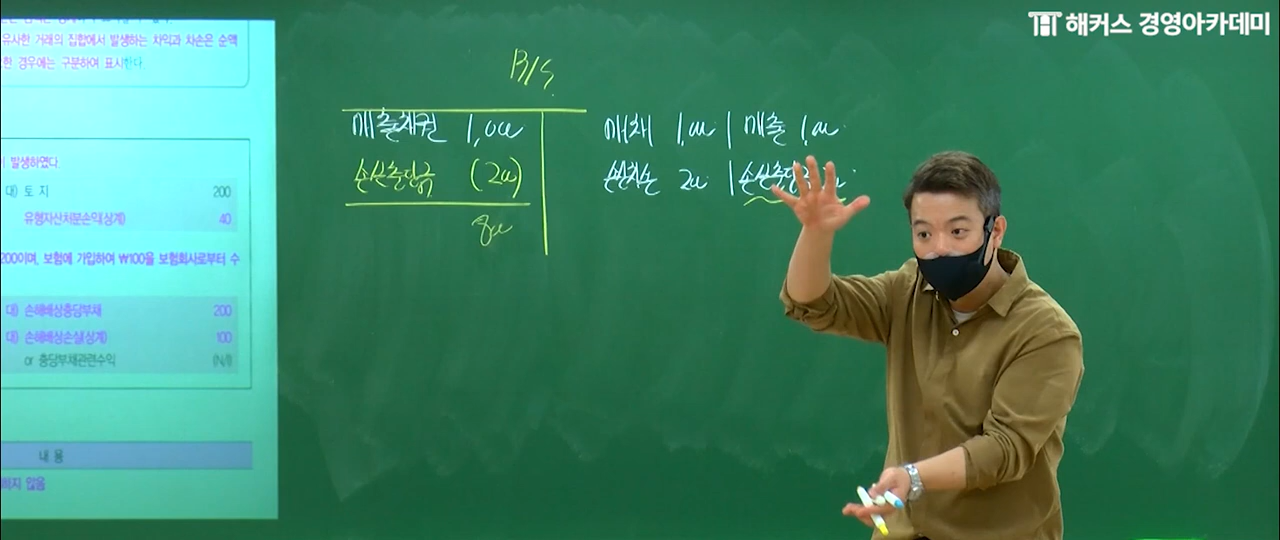 해커스 경영아카데미
유사한 거래의 집합에서 발생하는 차익과 차손은 순액
한 경우에는 구분하여 표시한다.
발생하였다
대) 토지 200
유형자산처분손익(상계) 40
200이며, 보험에 가입하여 ₩100을 보험회사로부터 수
대) 손해배상충당부채 200
대) 손해배상손실(상계) 100
or 충당부채관련수익 (N/I)
내용
하지 않음
B/S
매출채권 1,000
손실충당금 (200)
800
매채 1,000 | 매출 1,000
손상차손 200 | 손실충당